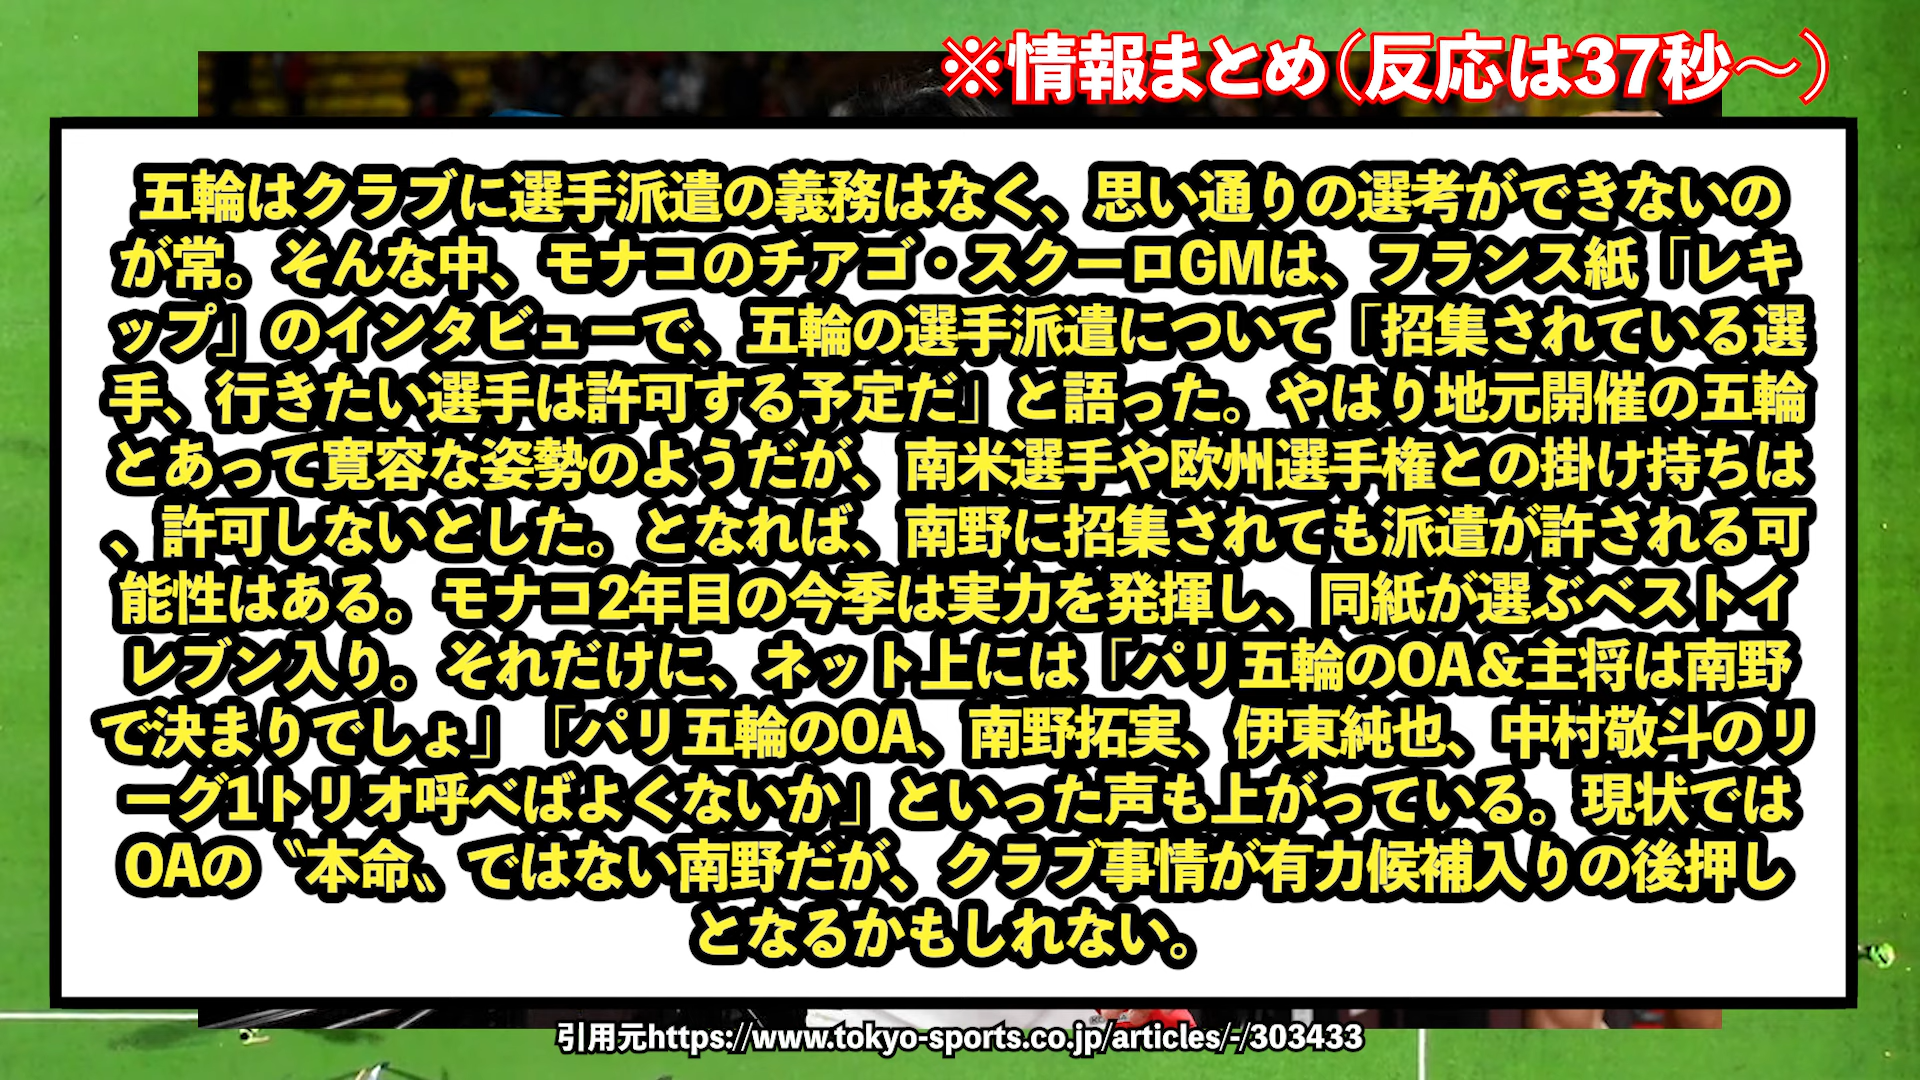 ※情報まとめ（反応は37秒～）
五輪はクラブに選手派遣の義務はなく、思い通りの選考ができないの
が常。そんな中、モナコのチアゴ・スクーロGMは、フランス紙『レキ
ップ』のインタビューで、五輪の選手派遣について『招集されている選
手、行きたい選手は許可する予定だ』と語った。やはり地元開催の五輪
とあって寛容な姿勢のようだが、南米選手や欧州選手権との掛け持ちは
、許可しないとした。となれば、南野に招集されても派遣が許される可
能性はある。モナコ2年目の今季は実力を発揮し、同紙が選ぶベストイ
レブン入り。それだけに、ネット上には「パリ五輪のOA＆主将は南野
で決まりでしょ」「パリ五輪のOA、南野拓実、伊東純也、中村敬斗のリ
ーグ1トリオ呼べばよくないか」といった声も上がっている。現状では
OAの〝本命〟ではない南野だが、クラブ事情が有力候補入りの後押し
となるかもしれない。
引用元https://www.tokyo-sports.co.jp/articles/-/303433